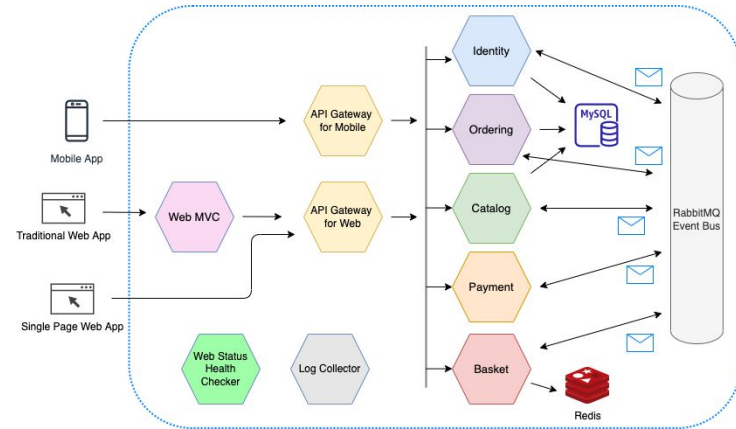 Identity
MySQL
API Gateway
for Mobile
Ordering
Mobile App
RabbitMQ
Event Bus
Web MVC
API Gateway
for Web
Catalog
Traditional Web App
Payment
Single Page Web App
Web Status
Health
Checker
Log Collector
Basket
Redis